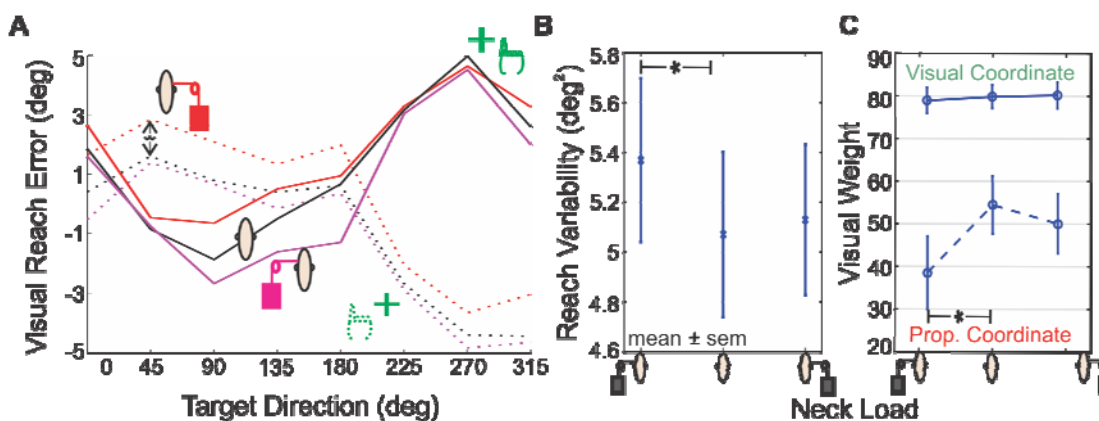 A
Visual Reach Error (deg)
5
3
1
-1
-3
-5
0 45 90 135 180 225 270 315
Target Direction (deg)
B
Reach Variability (deg²)
5.8
5.6
5.4
5.2
5
4.8
4.6
*
mean ± sem
C
Visual Weight
90
80
70
60
50
40
30
20
Visual Coordinate
*
Prop. Coordinate
Neck Load